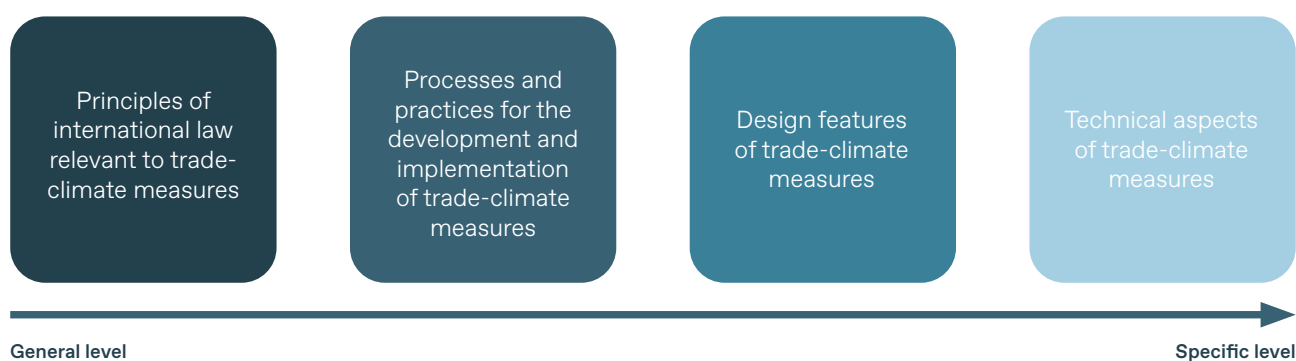 Principles of
international law
relevant to trade-
climate measures
Processes and
practices for the
development and
implementation
of trade-climate
measures
Design features
of trade-climate
measures
Technical aspects
of trade-climate
measures
General level
Specific level